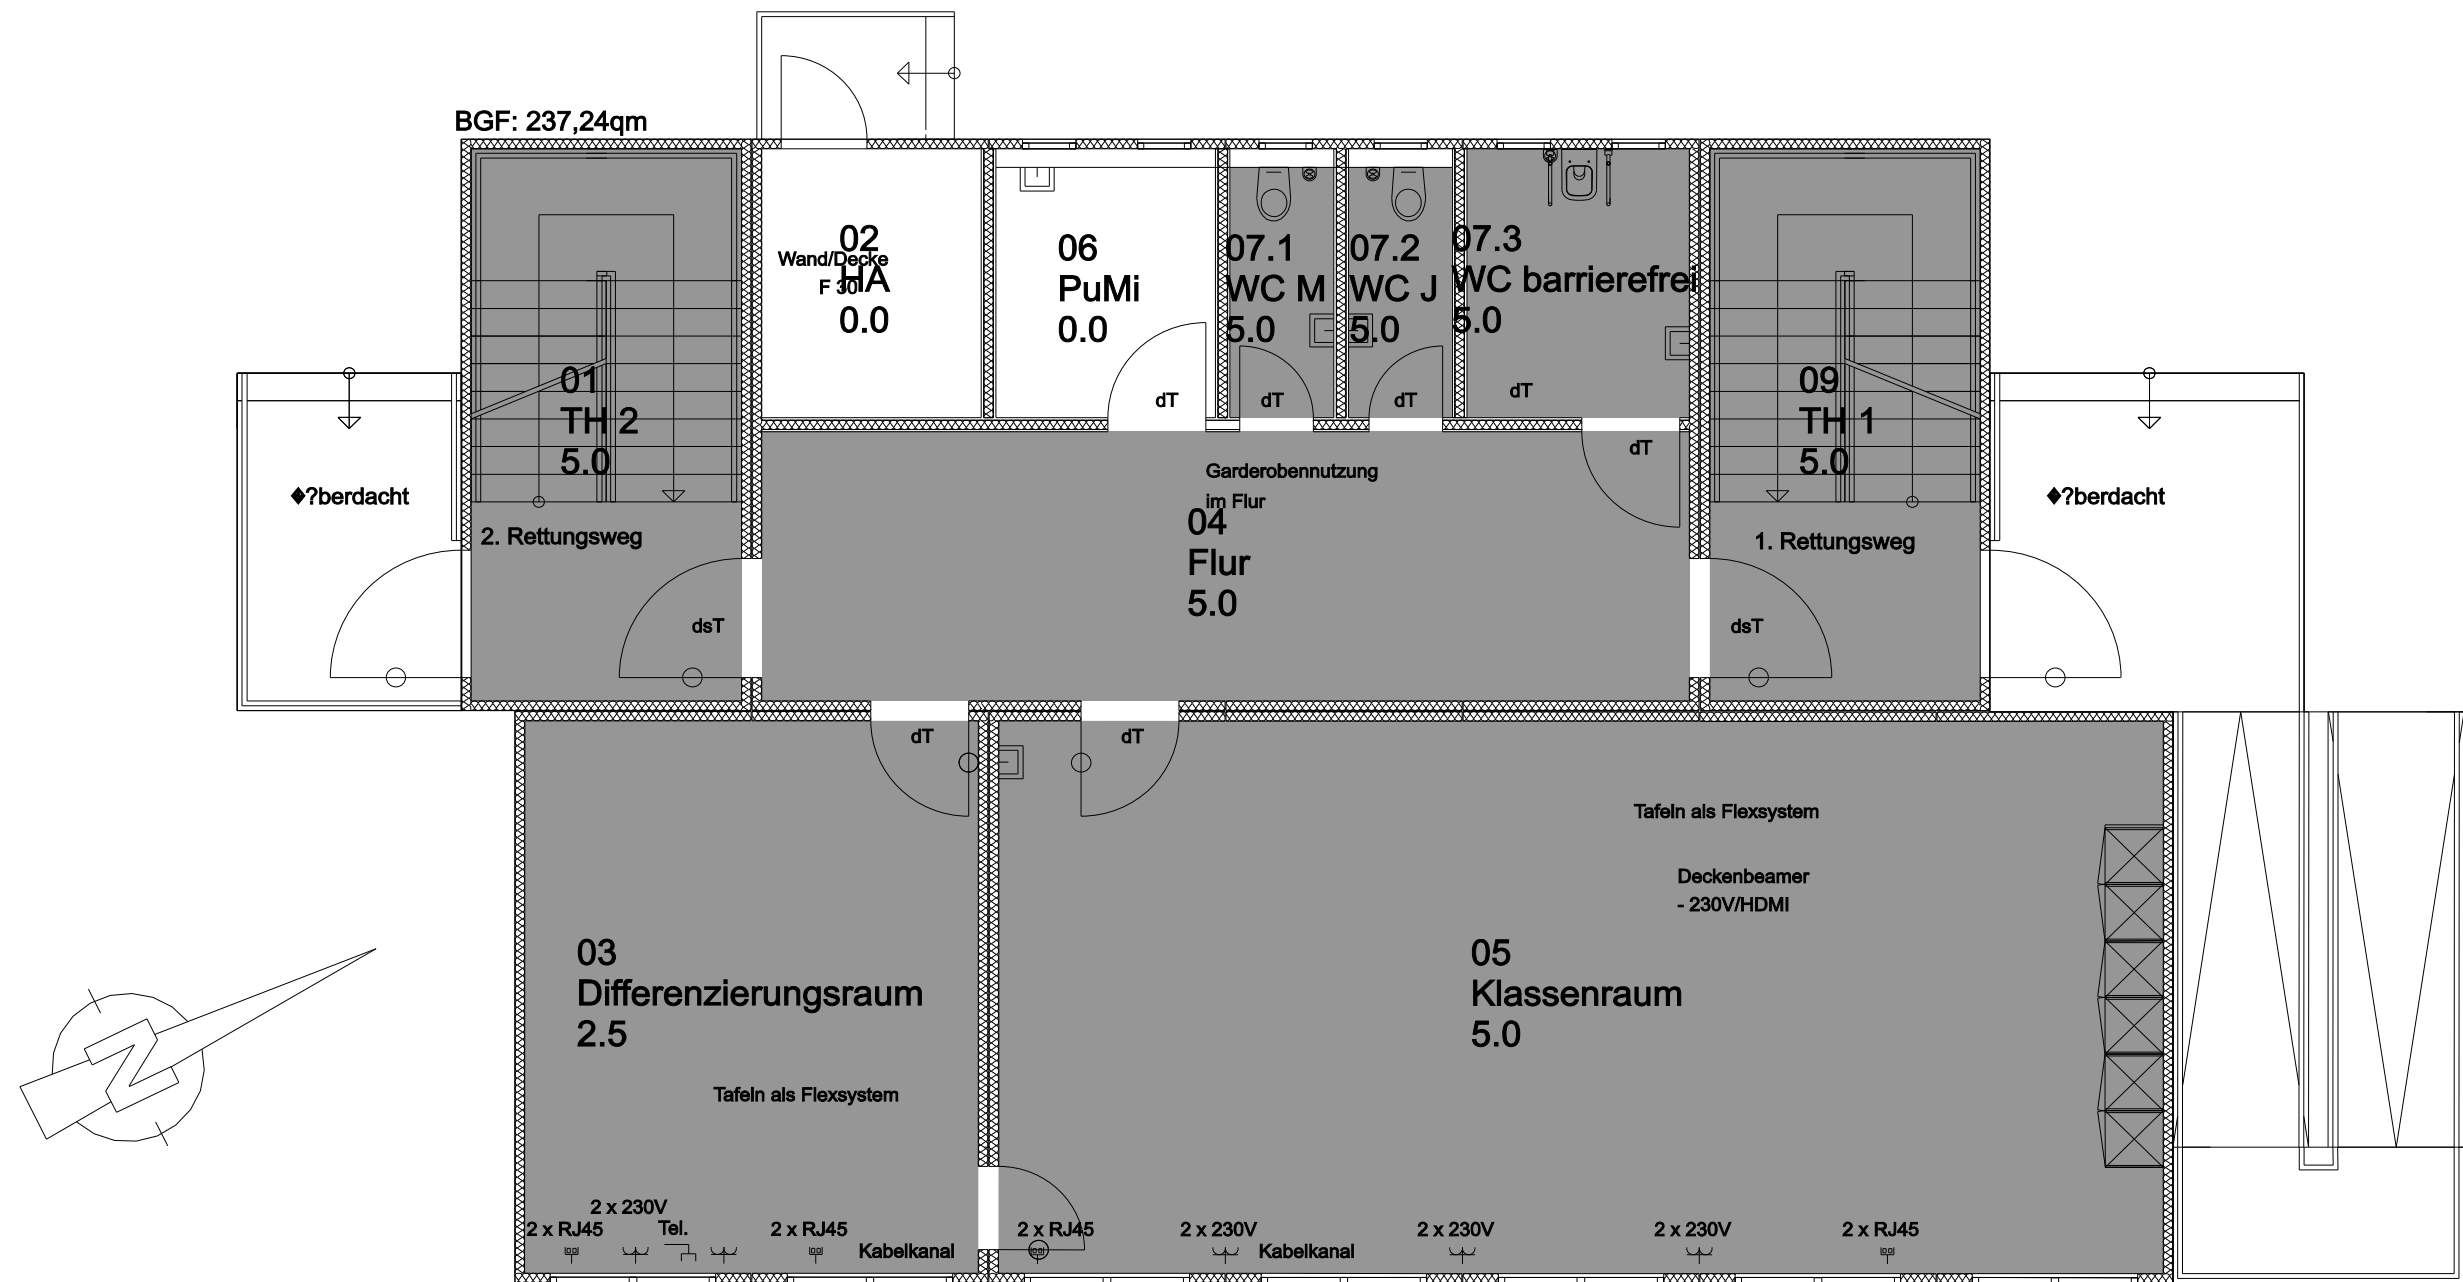 BGF: 237,24qm
02
HA
0.0
Wand/Decke
F 30
06
PuMi
0.0
dT
07.1
WC M
5.0
dT
07.2
WC J
5.0
dT
07.3
WC barrierefrei
5.0
dT
dT
01
TH 2
5.0
2. Rettungsweg
�?berdacht
dsT
Garderobennutzung
im Flur
04
Flur
5.0
09
TH 1
5.0
1. Rettungsweg
�?berdacht
dsT
dT
dT
03
Differenzierungsraum
2.5
Tafeln als Flexsystem
Tafeln als Flexsystem
Deckenbeamer
- 230V/HDMI
05
Klassenraum
5.0
N
2 x 230V
2 x RJ45
Tel.
2 x RJ45
Kabelkanal
2 x RJ45
2 x 230V
Kabelkanal
2 x 230V
2 x 230V
2 x RJ45